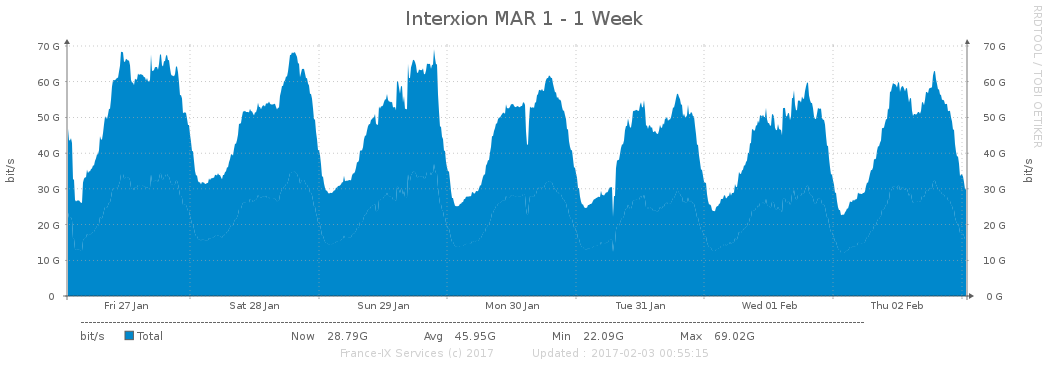 Interxion MAR 1 - 1 Week
RRDTOOL / TOBI OETIKER
70 G 70 G
60 G 60 G
50 G 50 G
40 G 40 G
30 G 30 G
20 G 20 G
10 G 10 G
0 0 G
bit/s bit/s
Fri 27 Jan Sat 28 Jan Sun 29 Jan Mon 30 Jan Tue 31 Jan Wed 01 Feb Thu 02 Feb
bit/s Total Now 28.79G Avg 45.95G Min 22.09G Max 69.02G
France-IX Services (c) 2017 Updated : 2017-02-03 00:55:15